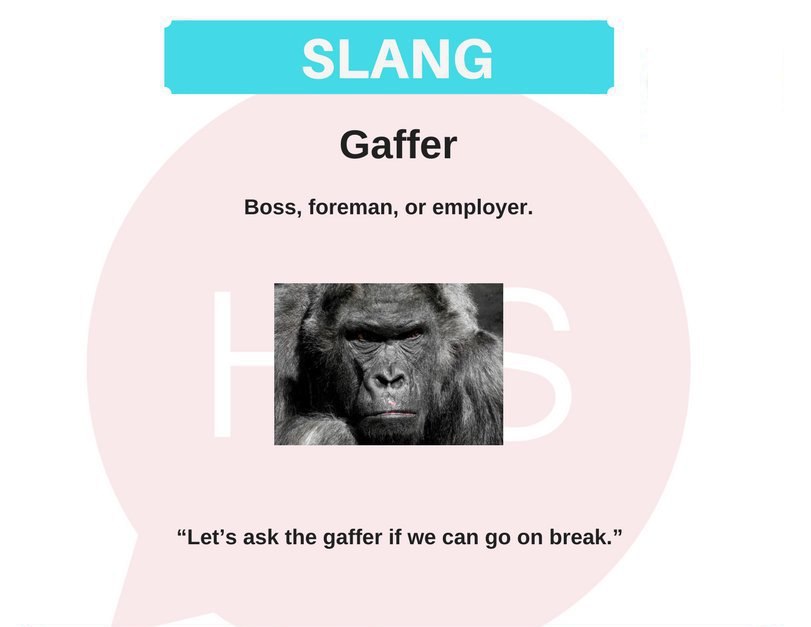 SLANG
Gaffer
Boss, foreman, or employer.
H S
“Let’s ask the gaffer if we can go on break.”